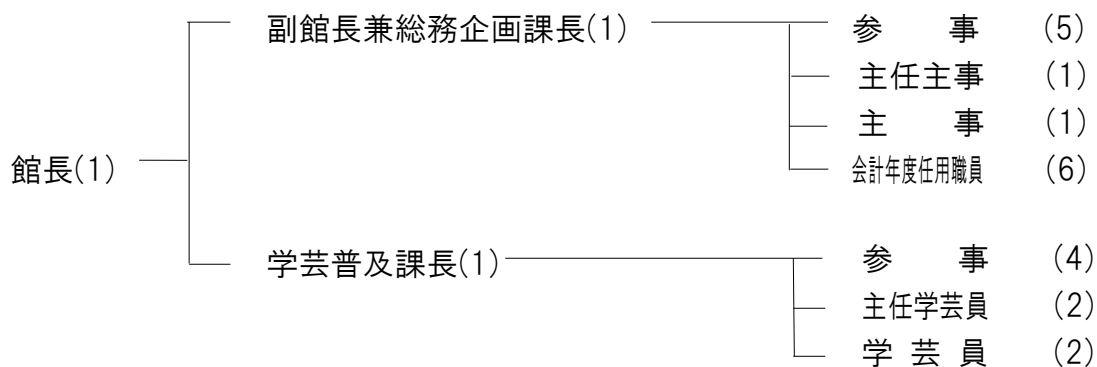 副館長兼総務企画課長(1) 参 事 (5)
主任主事 (1)
主 事 (1)
館長(1) 会計年度任用職員 (6)
学芸普及課長(1) 参 事 (4)
主任学芸員 (2)
学 芸 員 (2)